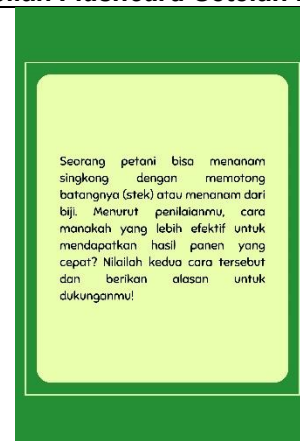 Seorang petani bisa menanam
singkong dengan memotong
batangnya (stek) atau menanam dari
biji. Menurut penilaianmu, cara
manakah yang lebih efektif untuk
mendapatkan hasil panen yang
cepat? Nilailah kedua cara tersebut
dan berikan alasan untuk
dukunganmu!